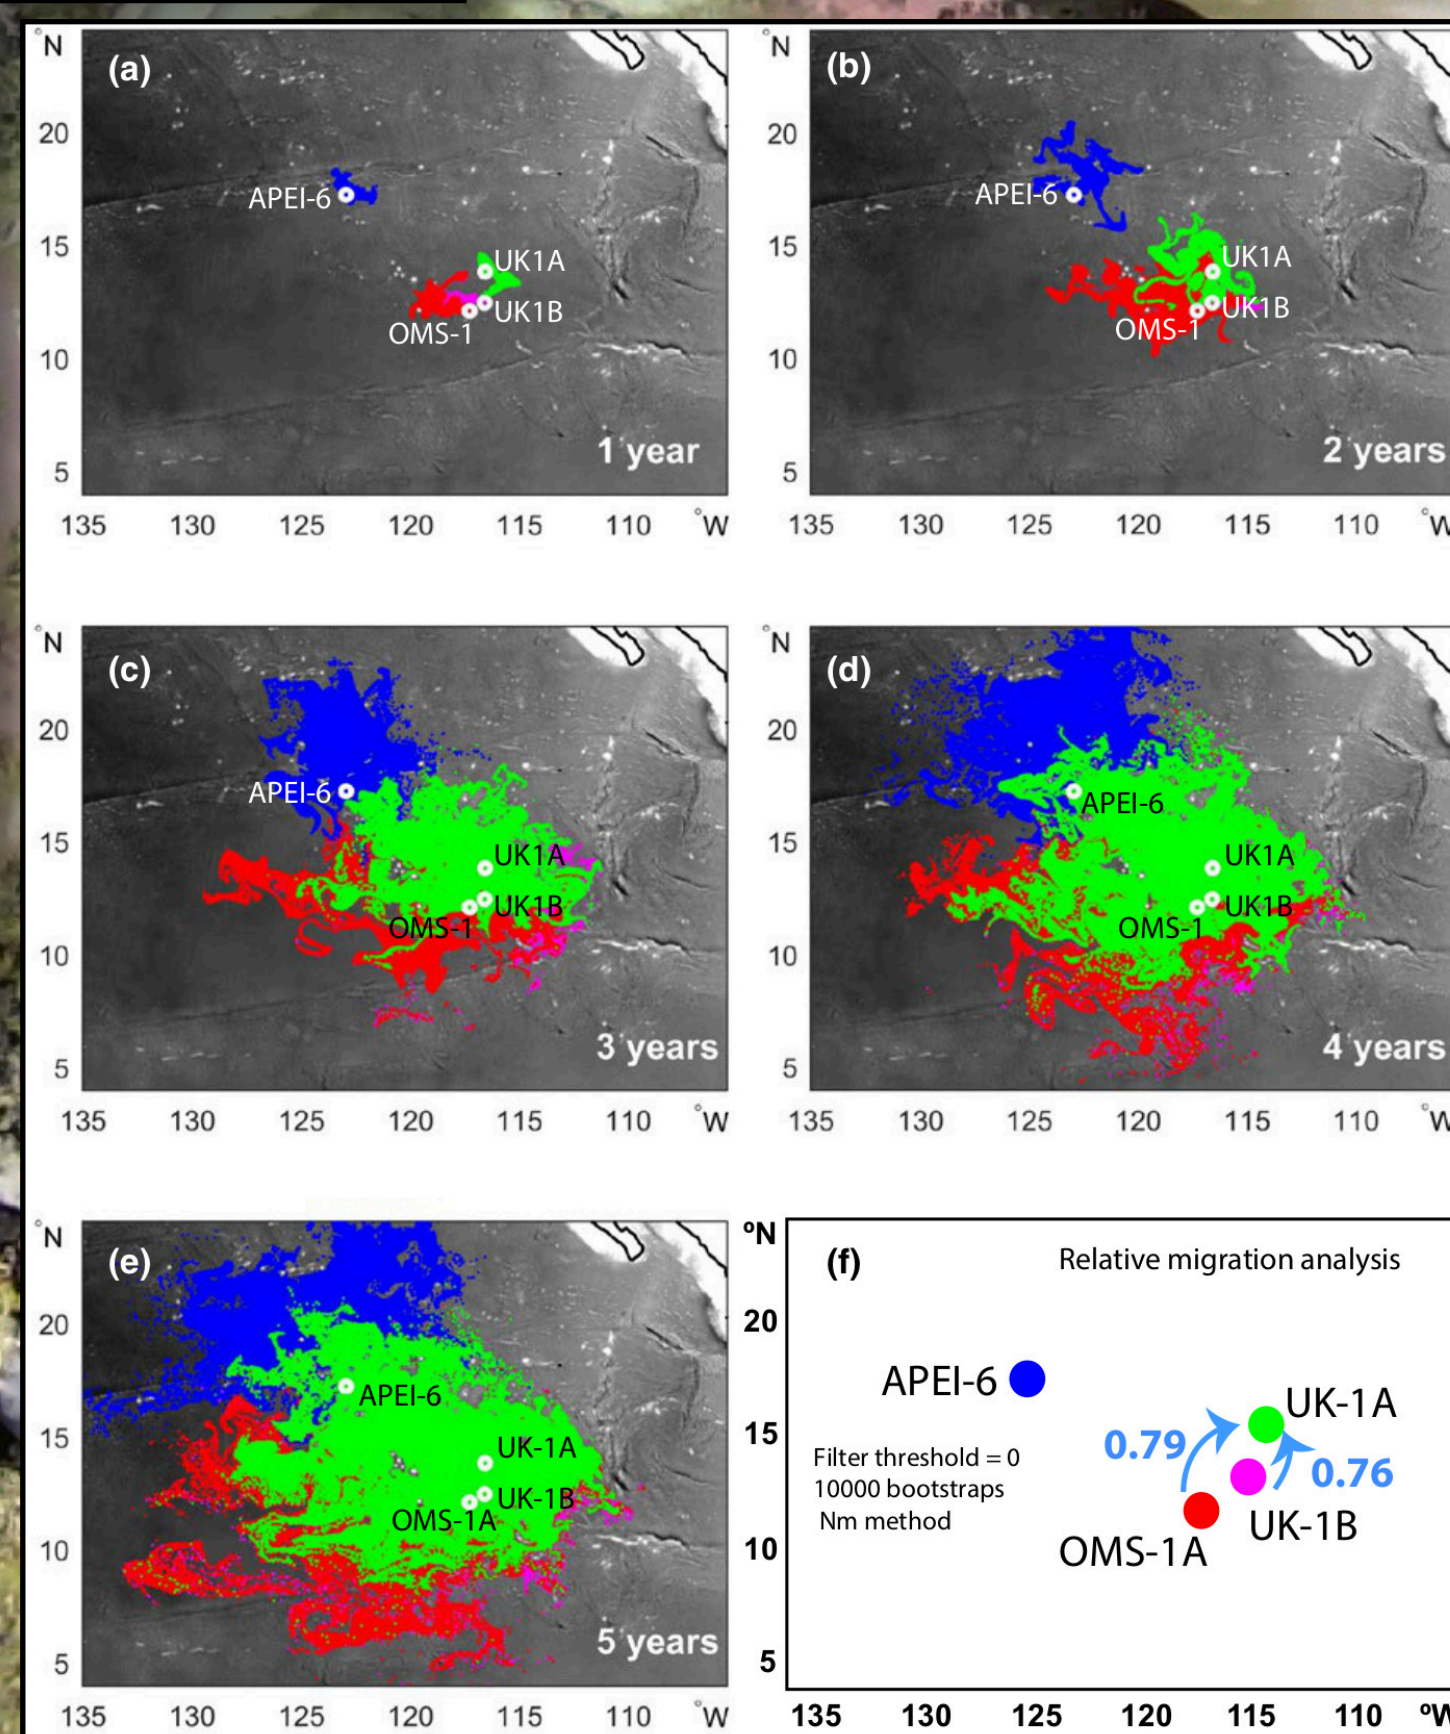 °N
(a)
20
APEI-6
15
UK1A
UK1B
OMS-1
10
1 year
5
135 130 125 120 115 110 °W
°N
(b)
20
APEI-6
15
UK1A
UK1B
OMS-1
10
2 years
5
135 130 125 120 115 110 °W
°N
(c)
20
APEI-6
15
UK1A
UK1B
OMS-1
10
3 years
5
135 130 125 120 115 110 °W
°N
(d)
20
APEI-6
15
UK1A
UK1B
OMS-1
10
4 years
5
135 130 125 120 115 110 °W
°N
(e)
20
APEI-6
15
UK-1A
UK-1B
OMS-1A
10
5 years
5
135 130 125 120 115 110 °W
ºN
(f)
Relative migration analysis
20
APEI-6
UK-1A
15
0.79
Filter threshold = 0
0.76
10000 bootstraps
Nm method
UK-1B
10
OMS-1A
5
135 130 125 120 115 110 ºW